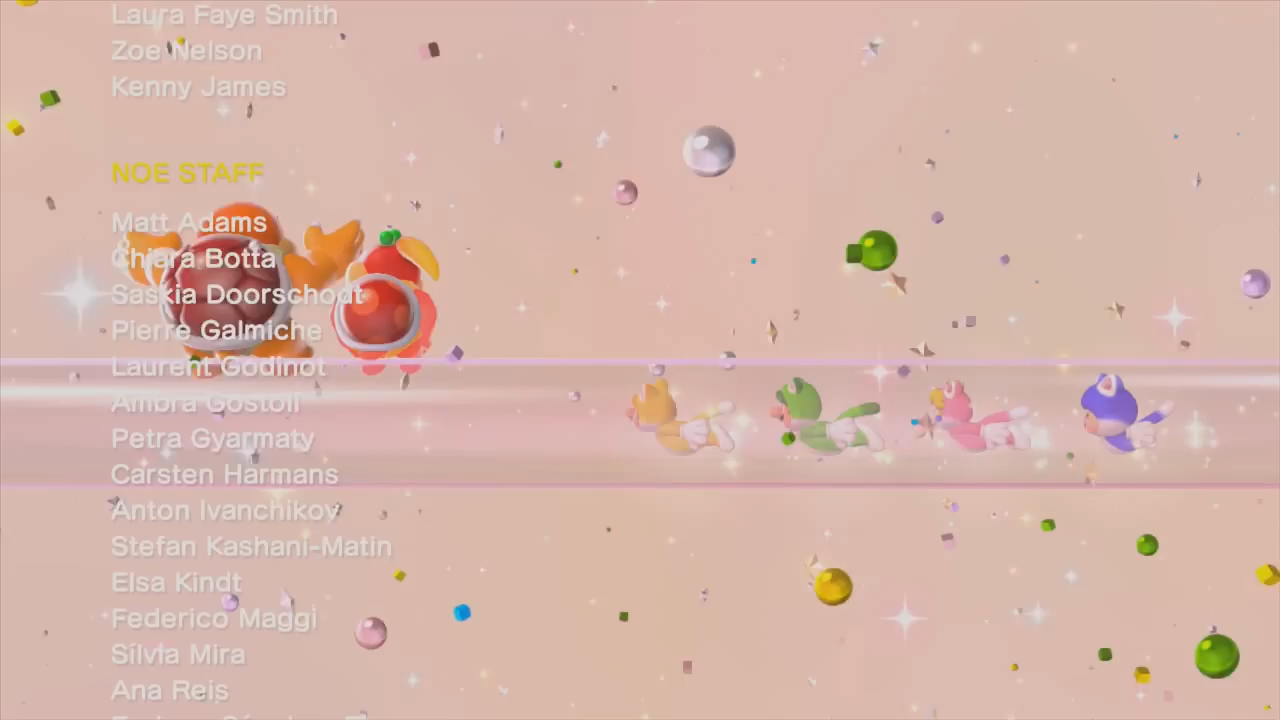 Laura Faye Smith
Zoe Nelson
Kenny James
NOE STAFF
Matt Adams
Chiara Botta
Saskia Doorschodt
Pierre Galmiche
Laurent Godinot
Ambra Gostoli
Petra Gyarmaty
Carsten Harmans
Anton Ivanchikov
Stefan Kashani-Matin
Elsa Kindt
Federico Maggi
Sílvia Mira
Ana Reis